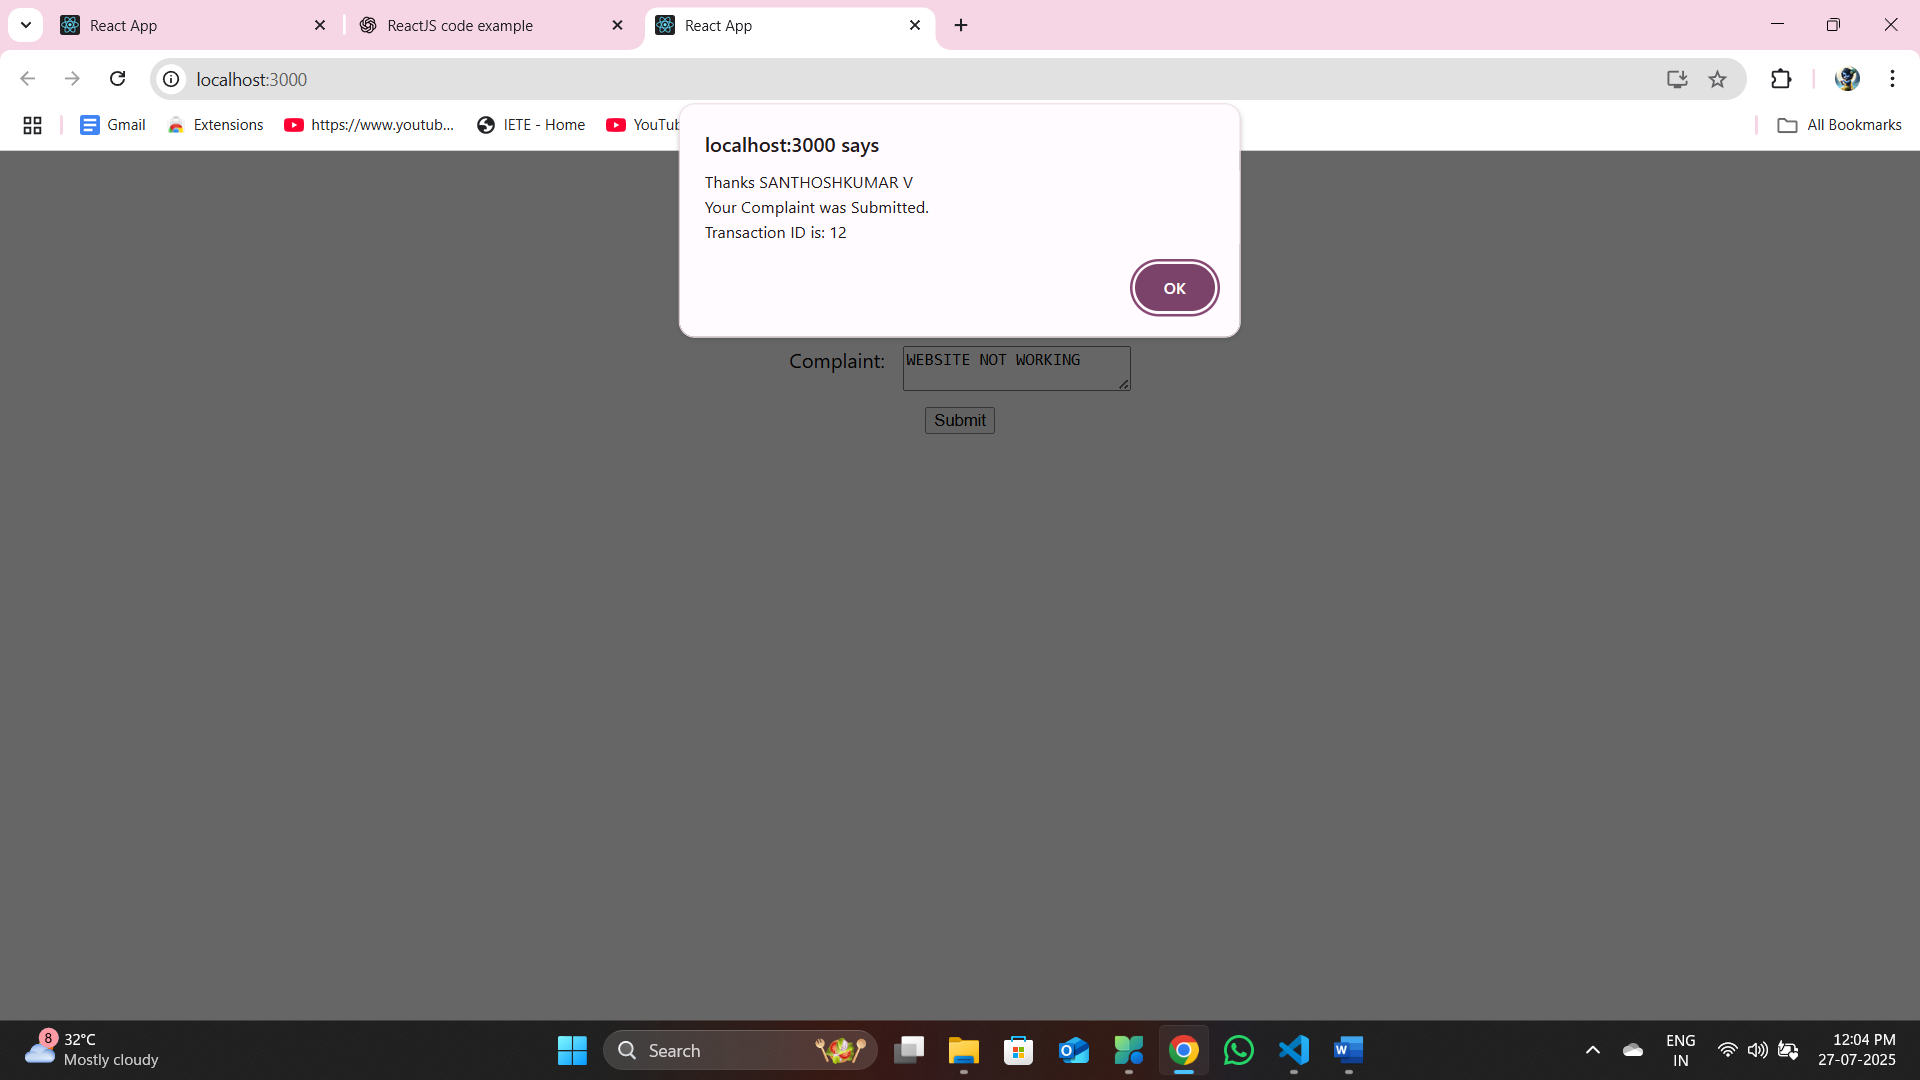 React App
ReactJS code example
React App
localhost:3000
Gmail
Extensions
https://www.youtub...
IETE - Home
All Bookmarks
localhost:3000 says
Thanks SANTHOSHKUMAR V
Your Complaint was Submitted.
Transaction ID is: 12
OK
Complaint:
WEBSITE NOT WORKING
Submit
8
32°C
Mostly cloudy
Search
ENG
IN
12:04 PM
27-07-2025